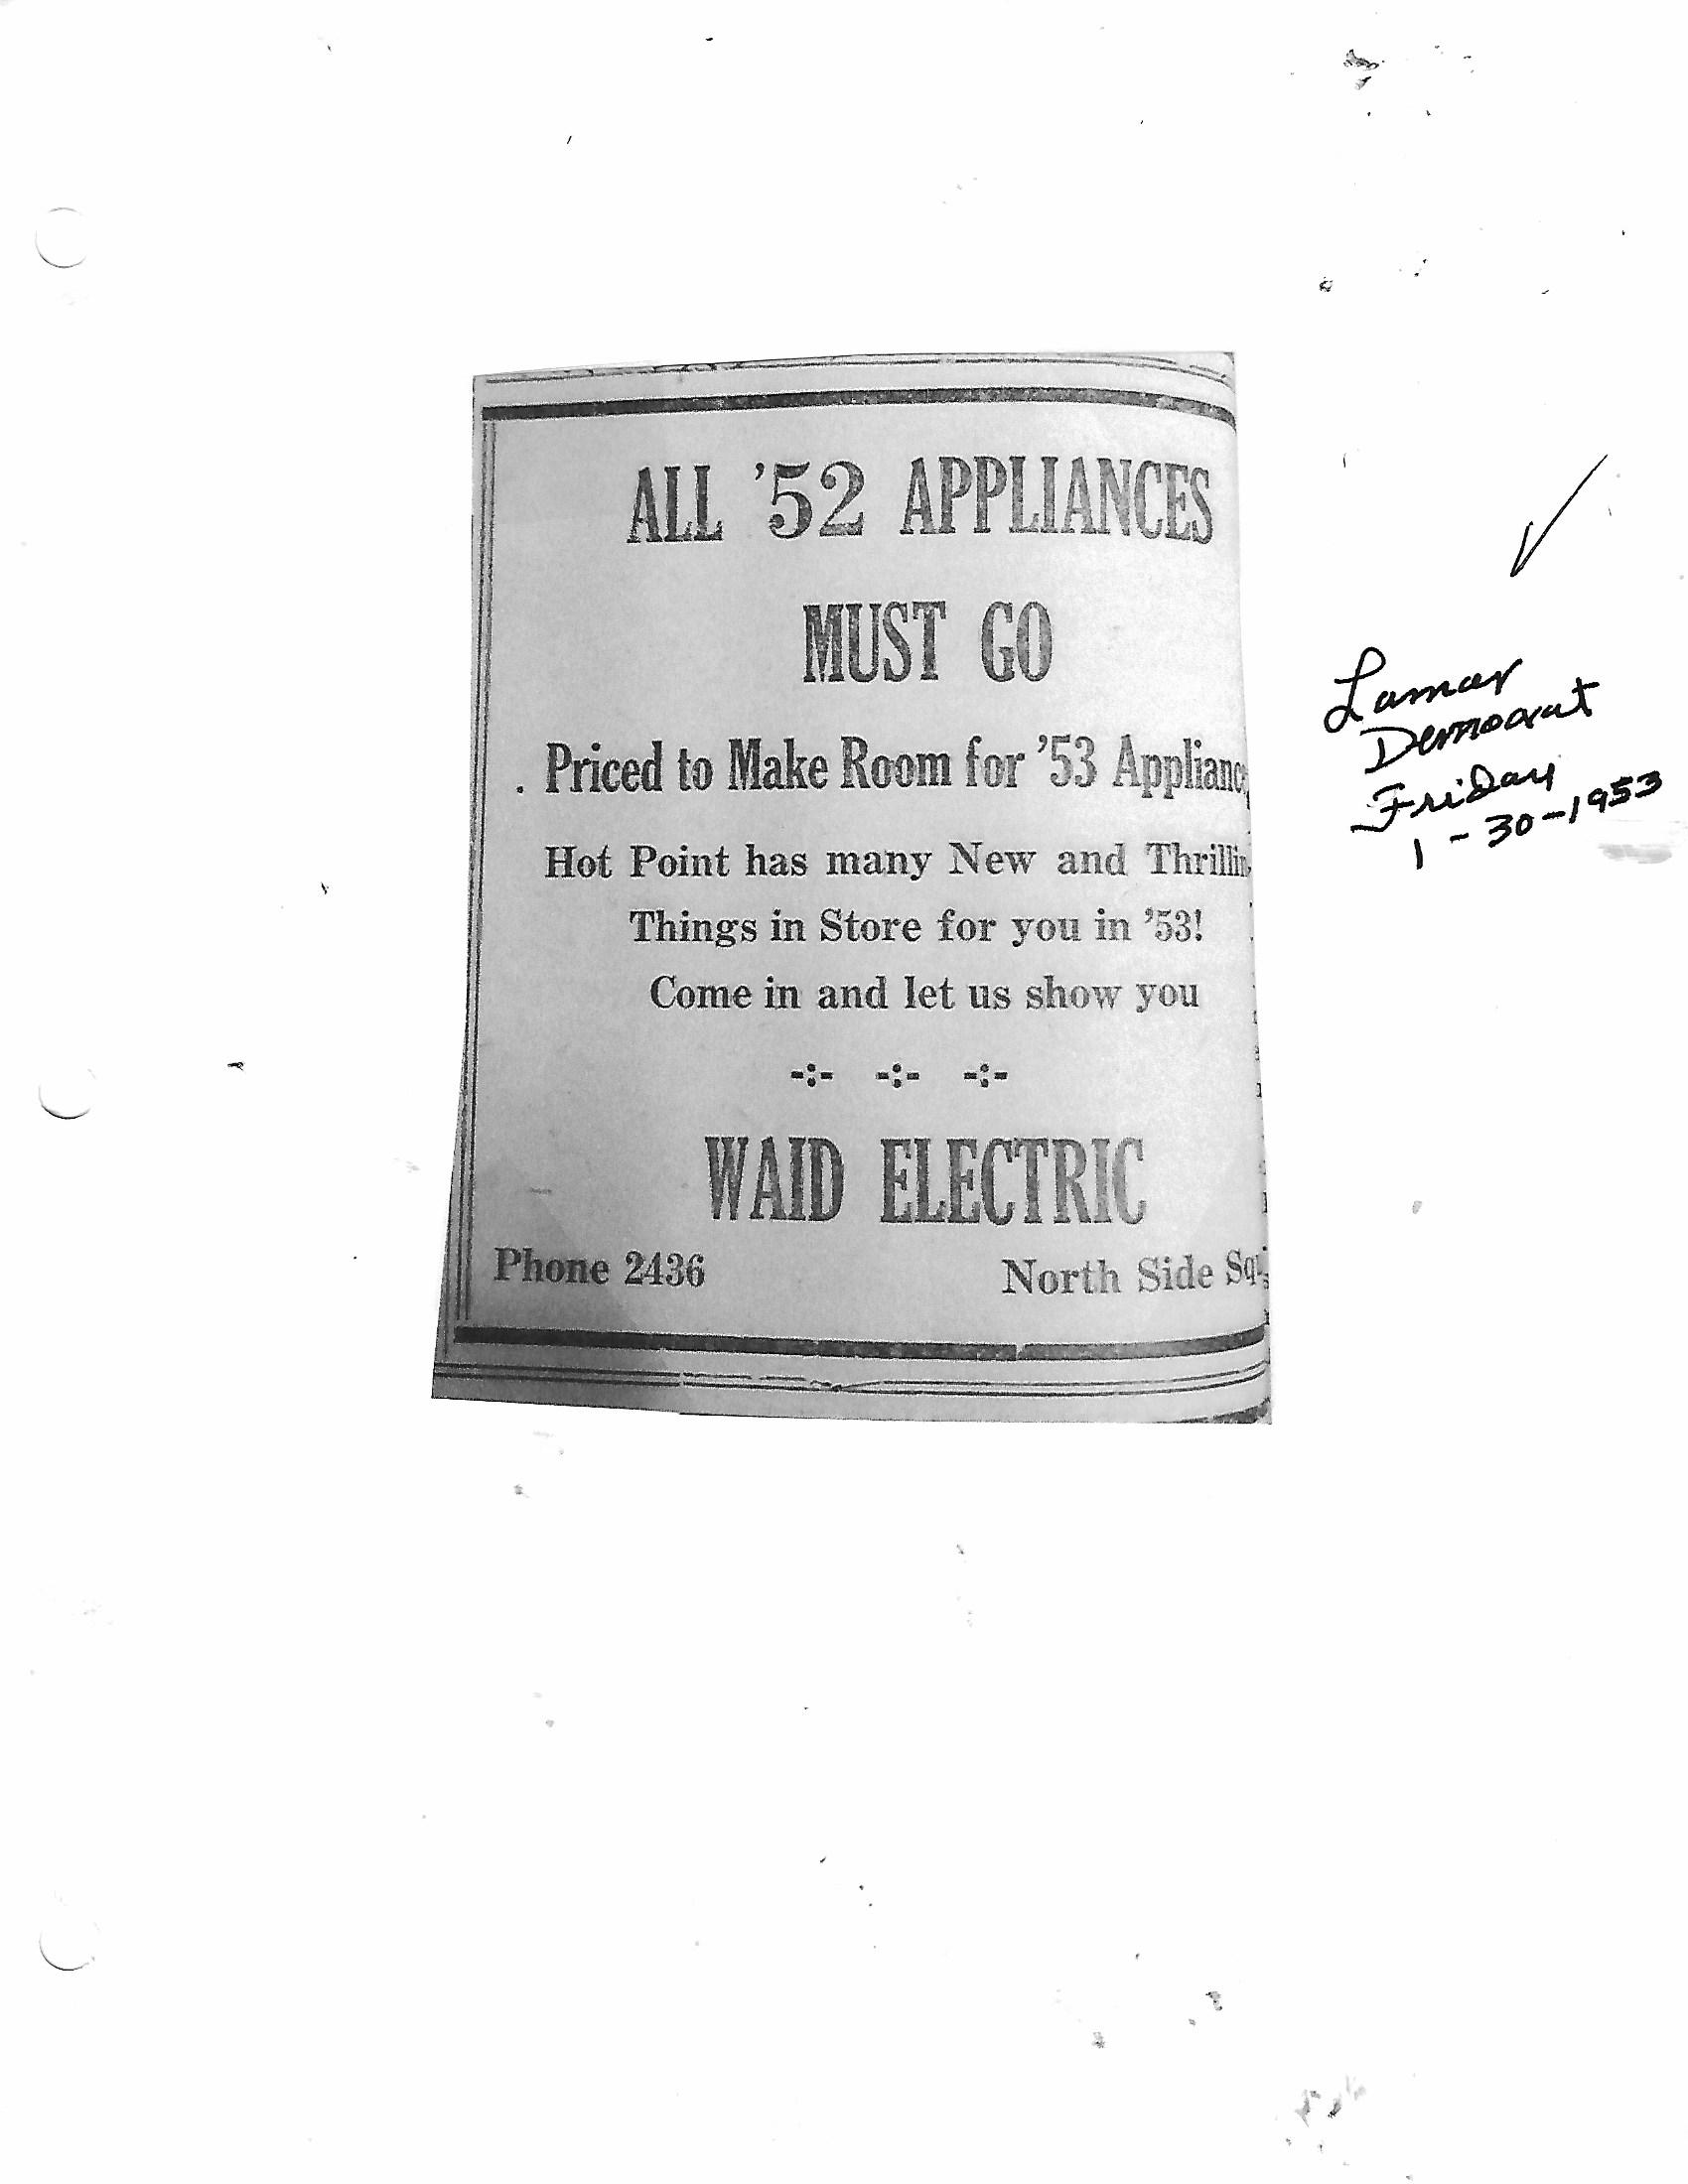 ALL '52 APPLIANCES
MUST GO
Priced to Make Room for '53 Applianc
Hot Point has many New and Thrillin
Things in Store for you in '53!
Come in and let us show you
-:- -:- -:-
WAID ELECTRIC
Phone 2436 North Side Squ
Lamar
Democrat
Friday
1-30-1953